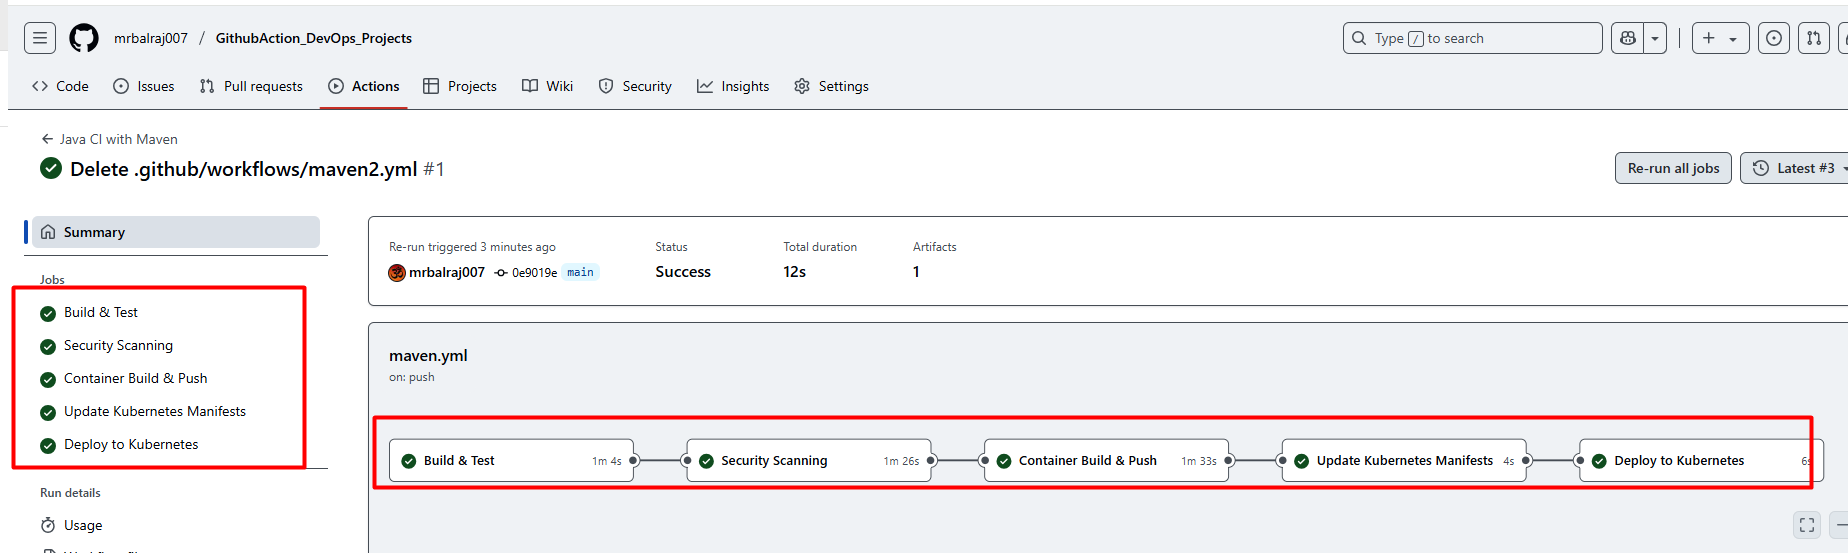 mrbalraj007 / GithubAction_DevOps_Projects
Type / to search
Code Issues Pull requests Actions Projects Wiki Security Insights Settings
Java CI with Maven
Delete .github/workflows/maven2.yml #1
Re-run all jobs
Latest #3
Summary
Jobs
Build & Test
Security Scanning
Container Build & Push
Update Kubernetes Manifests
Deploy to Kubernetes
Run details
Usage
Re-run triggered 3 minutes ago
mrbalraj007 0e9019e main
Status
Success
Total duration
12s
Artifacts
1
maven.yml
on: push
Build & Test 1m 4s
Security Scanning 1m 26s
Container Build & Push 1m 33s
Update Kubernetes Manifests 4s
Deploy to Kubernetes 6s